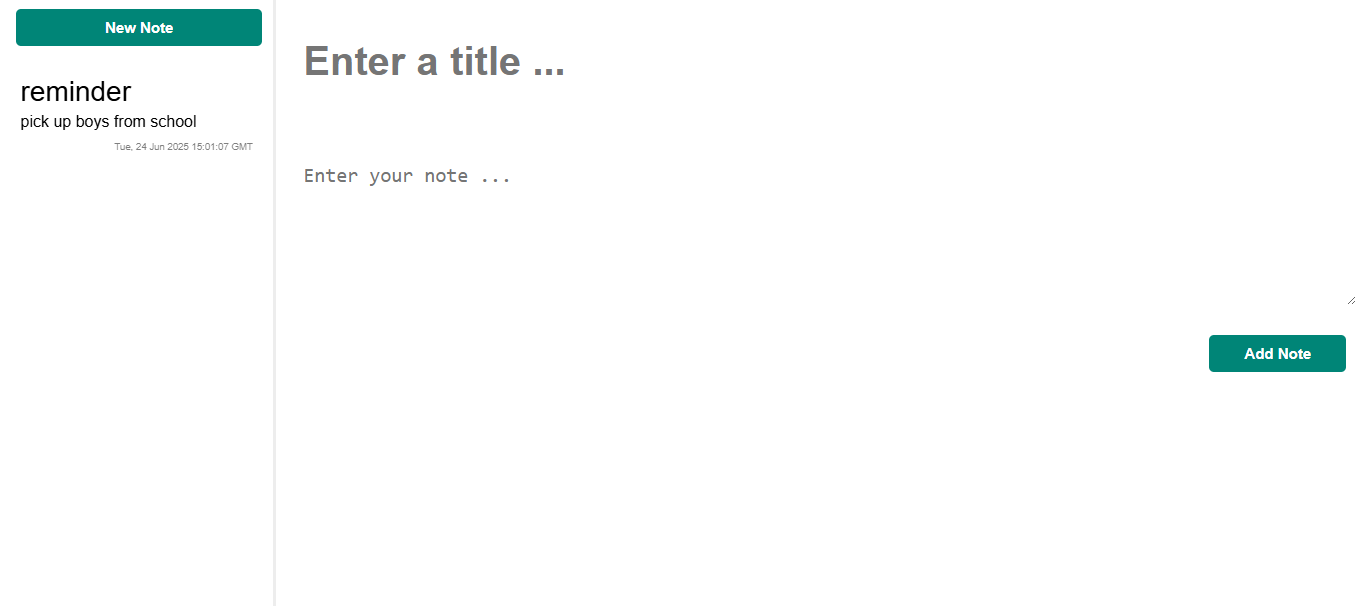 New Note
reminder
pick up boys from school
Tue, 24 Jun 2025 15:01:07 GMT
Enter a title ...
Enter your note ...
Add Note